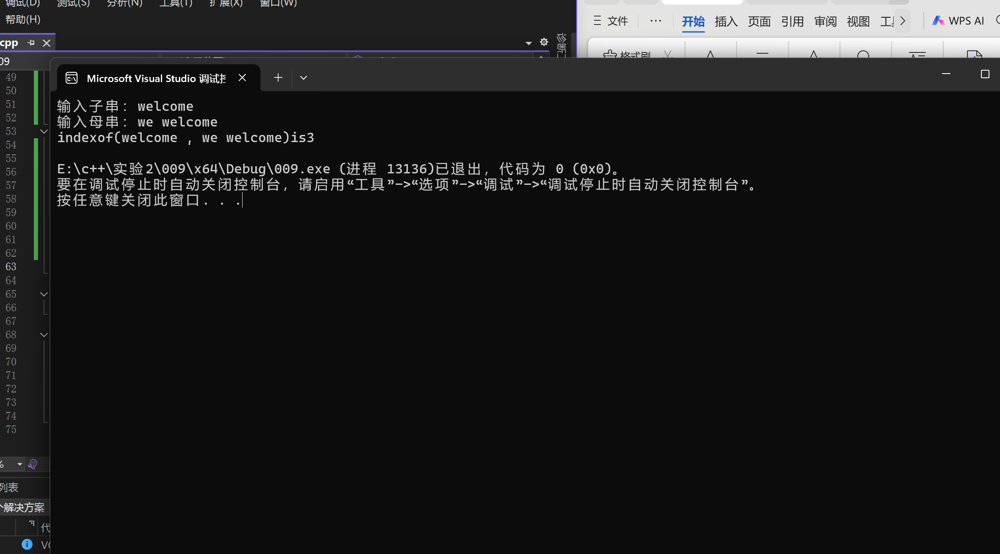 调试(D) 测试(S) 分析(N) 工具(T) 扩展(X) 窗口(W)
帮助(H)
cpp
09
文件 ··· 开始 插入 页面 引用 审阅 视图 WPS AI
格式刷
Microsoft Visual Studio 调试
输入子串：welcome
输入母串：we welcome
indexof(welcome , we welcome)is3
E:\c++\实验2\009\x64\Debug\009.exe (进程 13136)已退出，代码为 0 (0x0)。
要在调试停止时自动关闭控制台，请启用“工具”->“选项”->“调试”->“调试停止时自动关闭控制台”。
按任意键关闭此窗口. . .
49
50
51
52
53
54
55
56
57
58
59
60
61
62
63
64
65
66
67
68
69
70
71
72
73
74
75
%
列表
解决方案
代